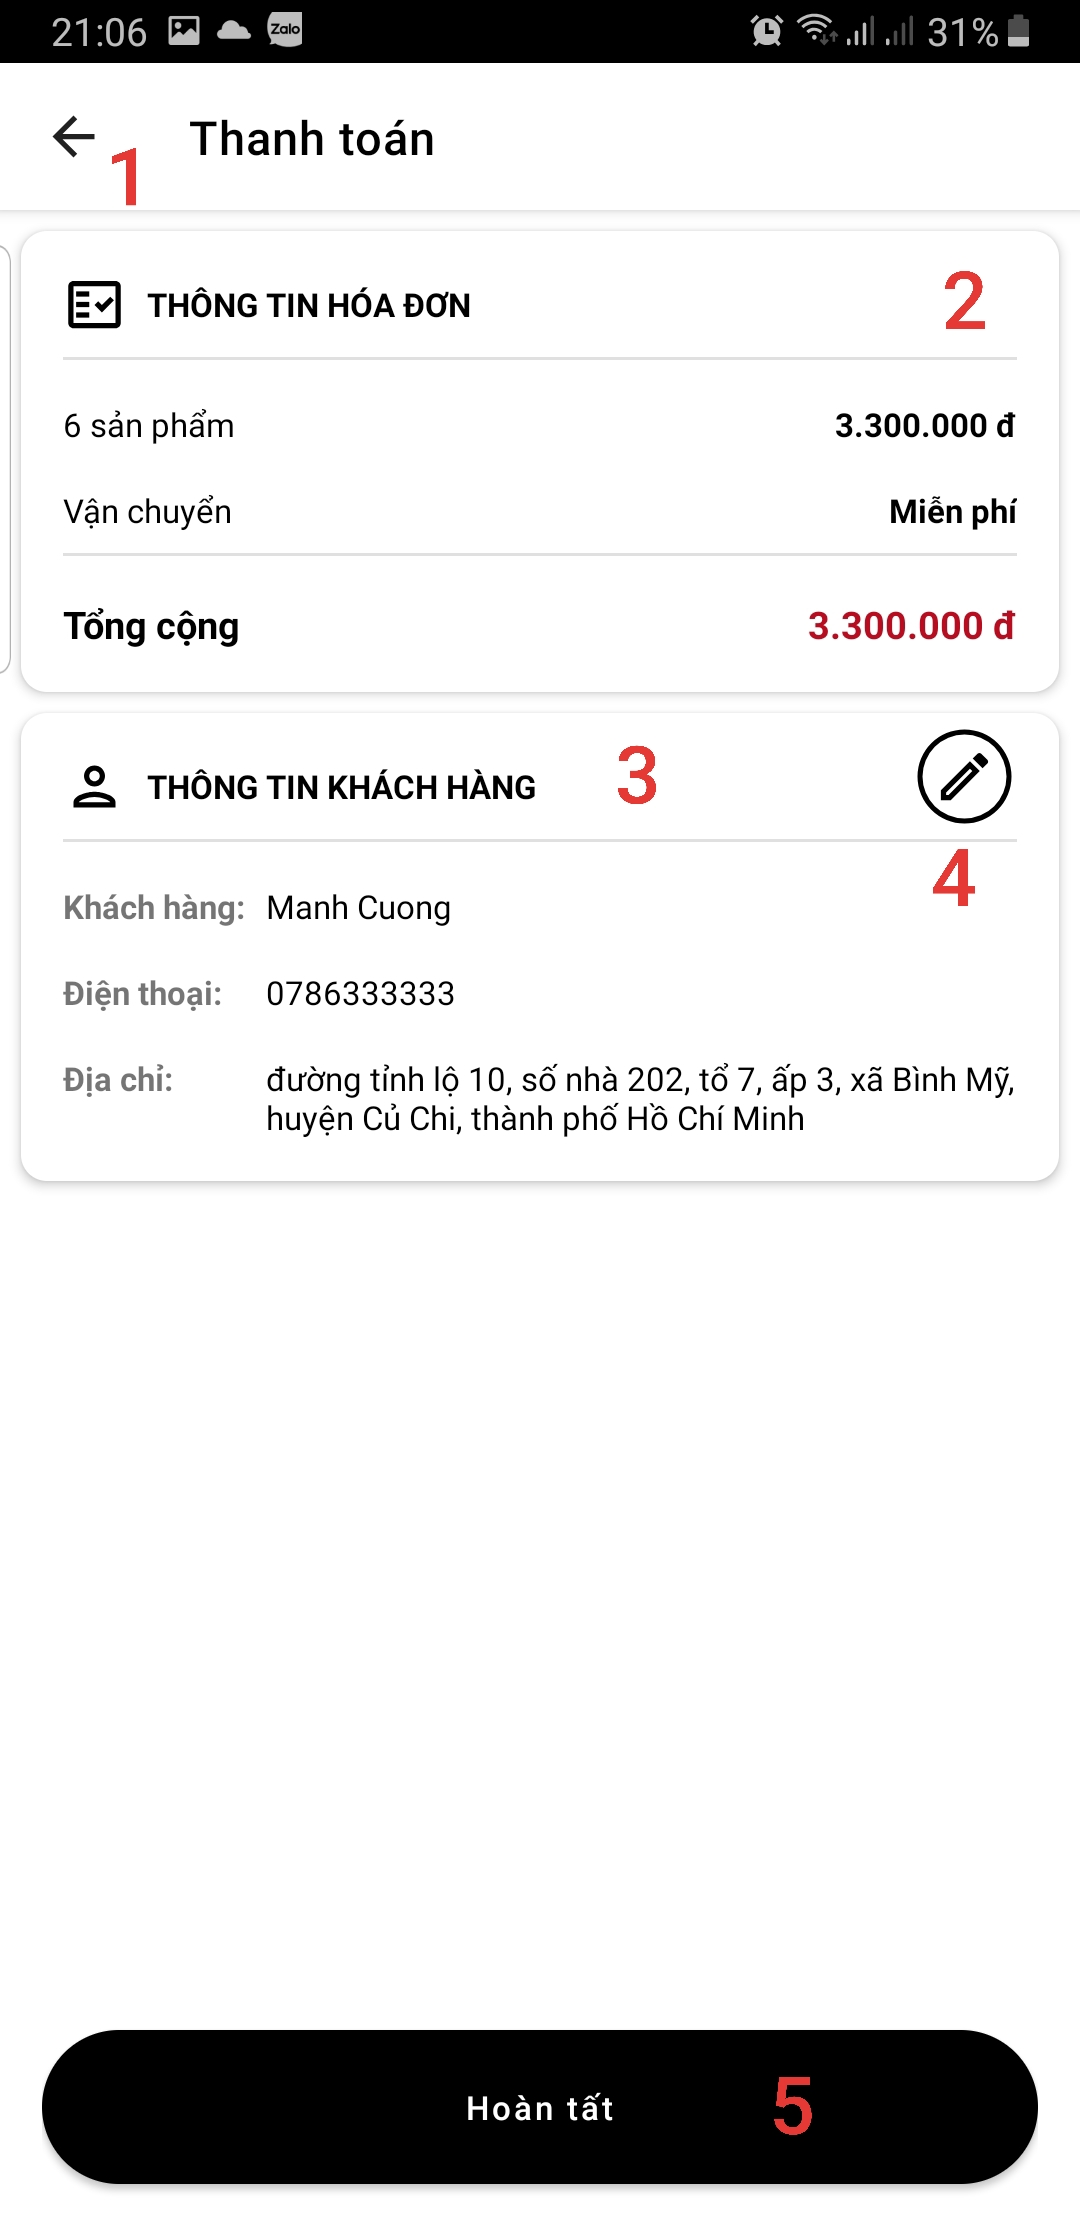 21:06 Zalo 31%
Thanh toán
1
THÔNG TIN HÓA ĐƠN 2
6 sản phẩm 3.300.000 đ
Vận chuyển Miễn phí
Tổng cộng 3.300.000 đ
THÔNG TIN KHÁCH HÀNG 3
4
Khách hàng: Manh Cuong
Điện thoại: 0786333333
Địa chỉ: đường tỉnh lộ 10, số nhà 202, tổ 7, ấp 3, xã Bình Mỹ,
huyện Củ Chi, thành phố Hồ Chí Minh
Hoàn tất 5